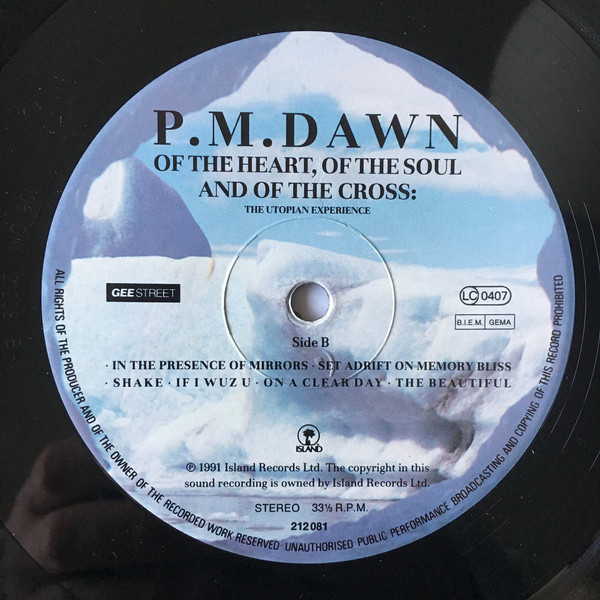 P.M.DAWN
OF THE HEART, OF THE SOUL
AND OF THE CROSS:
THE UTOPIAN EXPERIENCE
GEESTREET
LC 0407
B.I.E.M. GEMA
Side B
· IN THE PRESENCE OF MIRRORS · SET ADRIFT ON MEMORY BLISS
· SHAKE · IF I WUZ U · ON A CLEAR DAY · THE BEAUTIFUL
ISLAND
℗ 1991 Island Records Ltd. The copyright in this
sound recording is owned by Island Records Ltd.
STEREO 33⅓ R.P.M.
212 081
ALL RIGHTS OF THE PRODUCER AND OF THE OWNER OF THE RECORDED WORK RESERVED UNAUTHORISED PUBLIC PERFORMANCE BROADCASTING AND COPYING OF THIS RECORD PROHIBITED